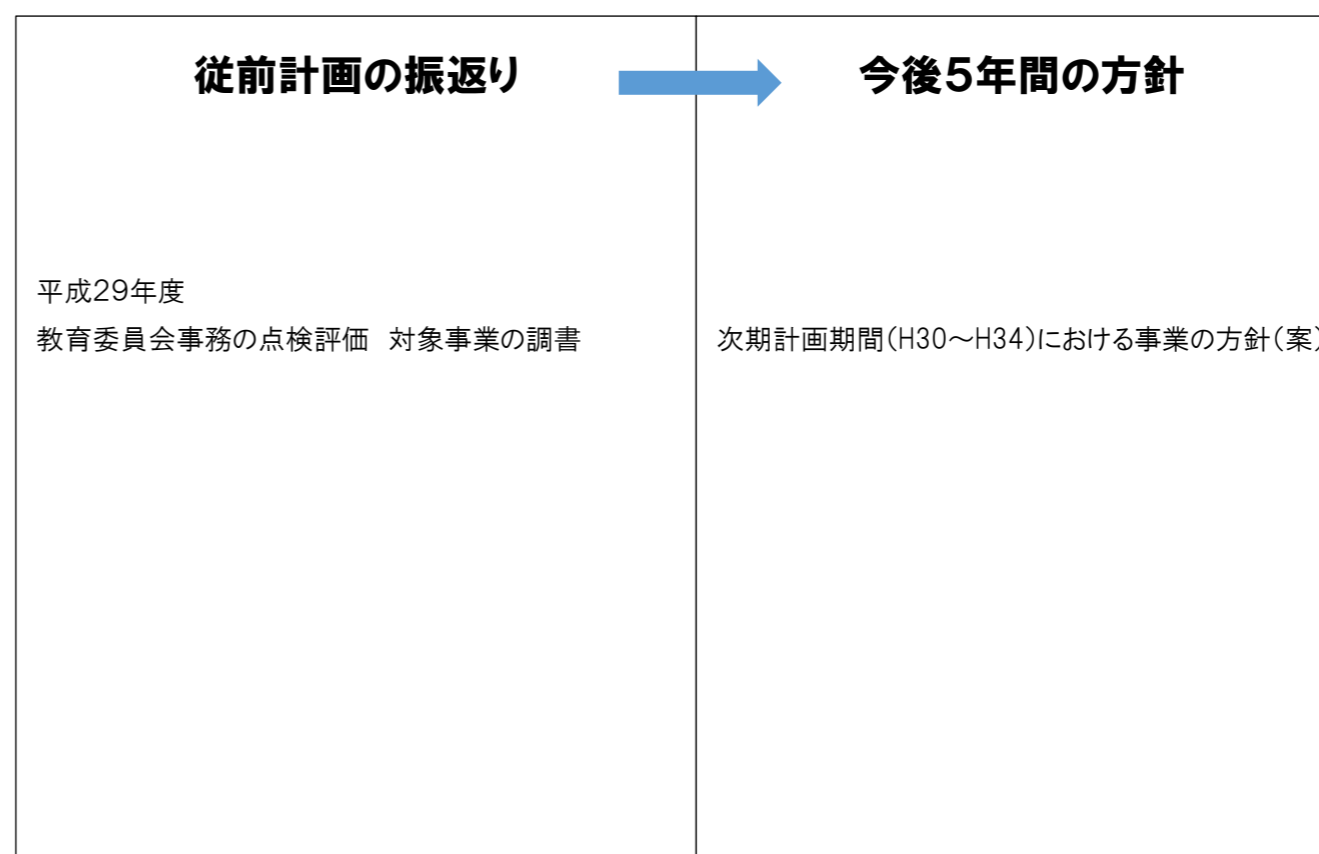 従前計画の振返り
今後5年間の方針
平成29年度
教育委員会事務の点検評価　対象事業の調書
次期計画期間(H30～H34)における事業の方針(案)